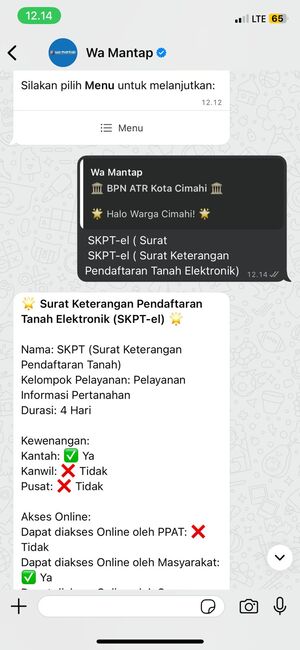 12.14
LTE 65
Wa Mantap
Silakan pilih Menu untuk melanjutkan:
12.12
Menu
Wa Mantap
🏛 BPN ATR Kota Cimahi 🏛
🌟 Halo Warga Cimahi! 🌟
SKPT-el ( Surat
SKPT-el ( Surat Keterangan
Pendaftaran Tanah Elektronik)
12.14
🌟 Surat Keterangan Pendaftaran
Tanah Elektronik (SKPT-el) 🌟
Nama: SKPT (Surat Keterangan
Pendaftaran Tanah)
Kelompok Pelayanan: Pelayanan
Informasi Pertanahan
Durasi: 4 Hari
Kewenangan:
Kantah: ✅ Ya
Kanwil: ❌ Tidak
Pusat: ❌ Tidak
Akses Online:
Dapat diakses Online oleh PPAT: ❌
Tidak
Dapat diakses Online oleh Masyarakat:
✅ Ya